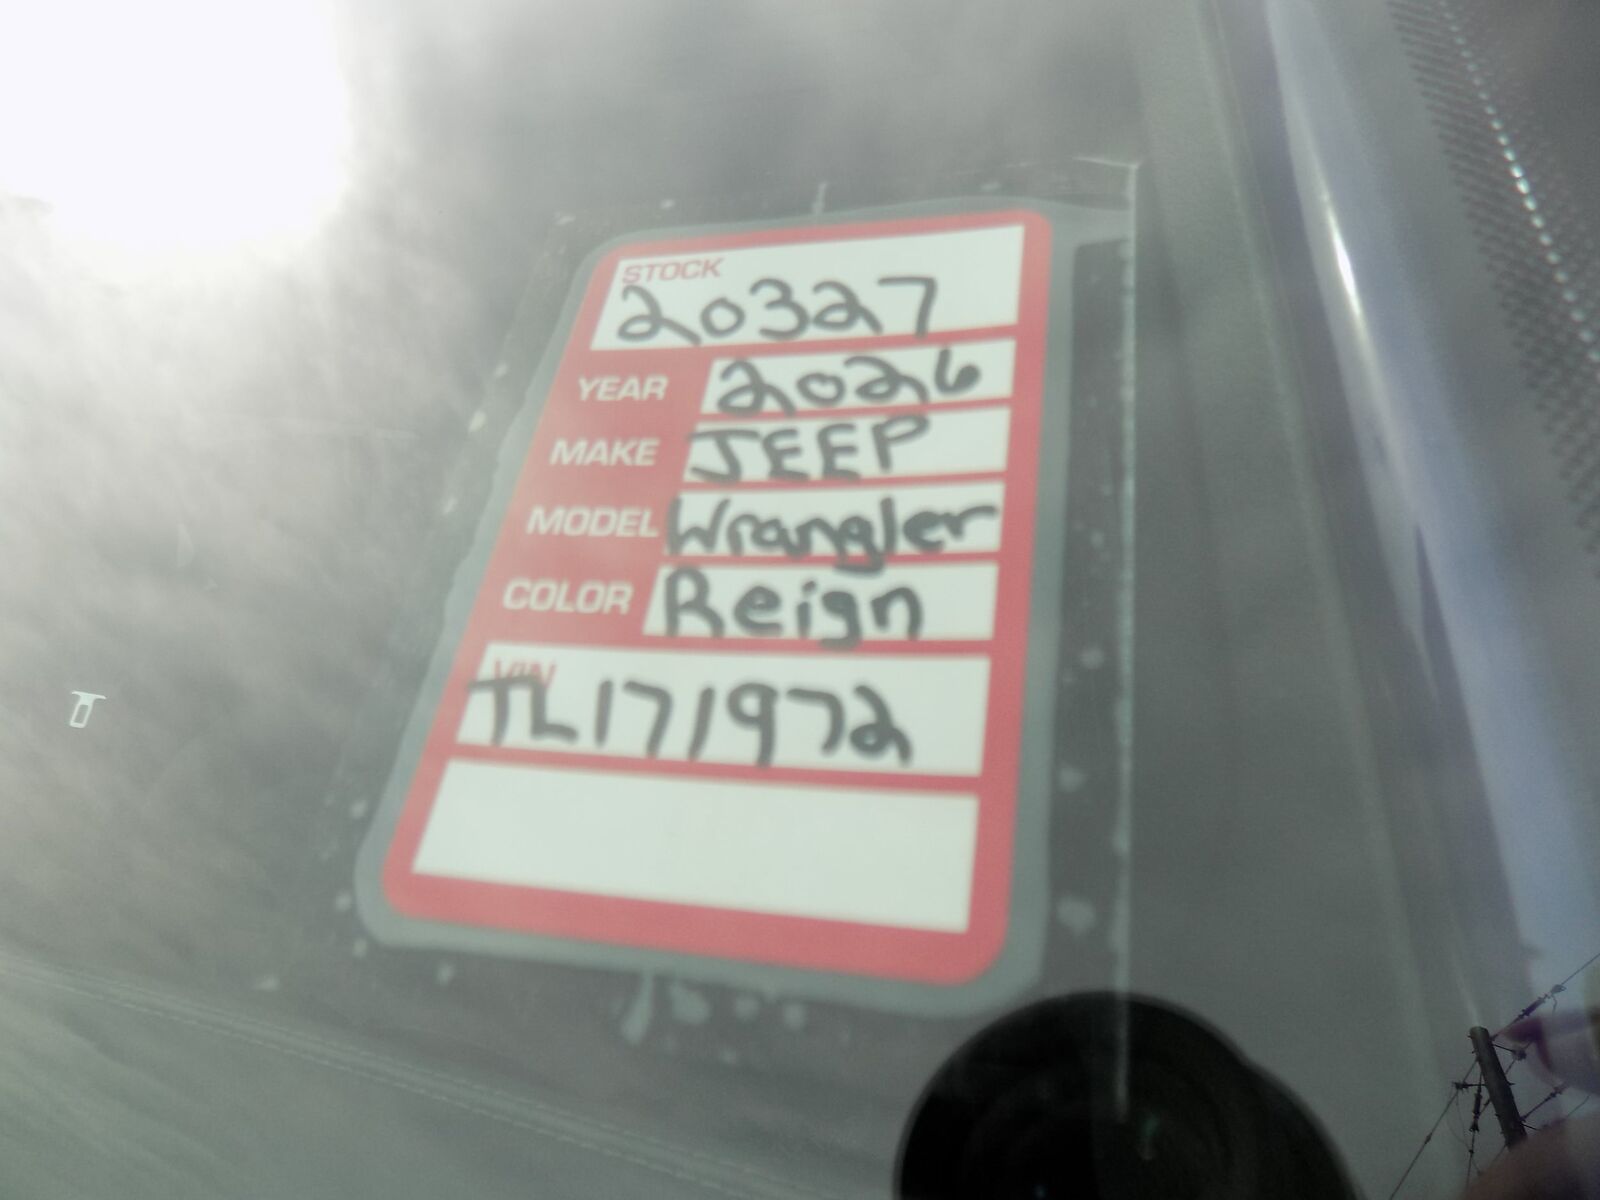 STOCK
20327
YEAR 2026
MAKE JEEP
MODEL Wrangler
COLOR Reign
VIN
TL171972